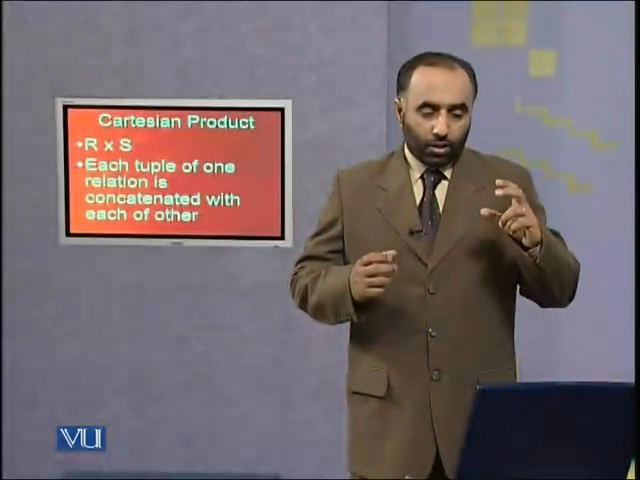 Cartesian Product
•R x S
•Each tuple of one
relation is
concatenated with
each of other
VU